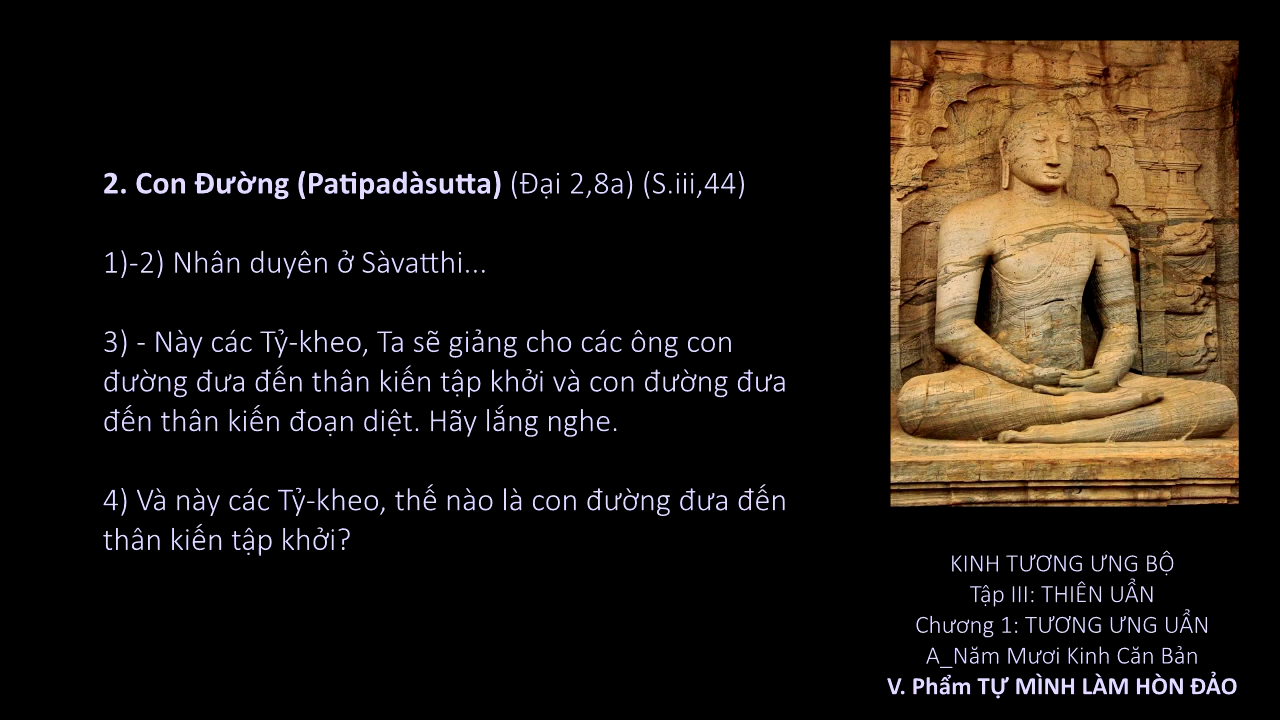 2. Con Đường (Patipadàsutta) (Đại 2,8a) (S.iii,44)
1)-2) Nhân duyên ở Sàvatthi...
3) - Này các Tỷ-kheo, Ta sẽ giảng cho các ông con
đường đưa đến thân kiến tập khởi và con đường đưa
đến thân kiến đoạn diệt. Hãy lắng nghe.
4) Và này các Tỷ-kheo, thế nào là con đường đưa đến
thân kiến tập khởi?
KINH TƯƠNG ƯNG BỘ
Tập III: THIÊN UẨN
Chương 1: TƯƠNG ƯNG UẨN
A_Năm Mươi Kinh Căn Bản
V. Phẩm TỰ MÌNH LÀM HÒN ĐẢO